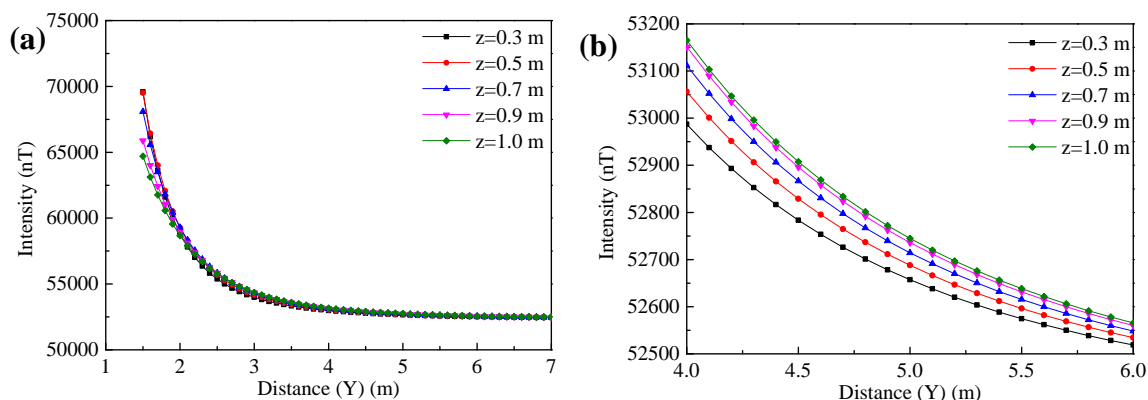 (a)
75000
70000
65000
60000
55000
50000
Intensity (nT)
1 2 3 4 5 6 7
Distance (Y) (m)
z=0.3 m
z=0.5 m
z=0.7 m
z=0.9 m
z=1.0 m
(b)
53200
53100
53000
52900
52800
52700
52600
52500
Intensity (nT)
4.0 4.5 5.0 5.5 6.0
Distance (Y) (m)
z=0.3 m
z=0.5 m
z=0.7 m
z=0.9 m
z=1.0 m